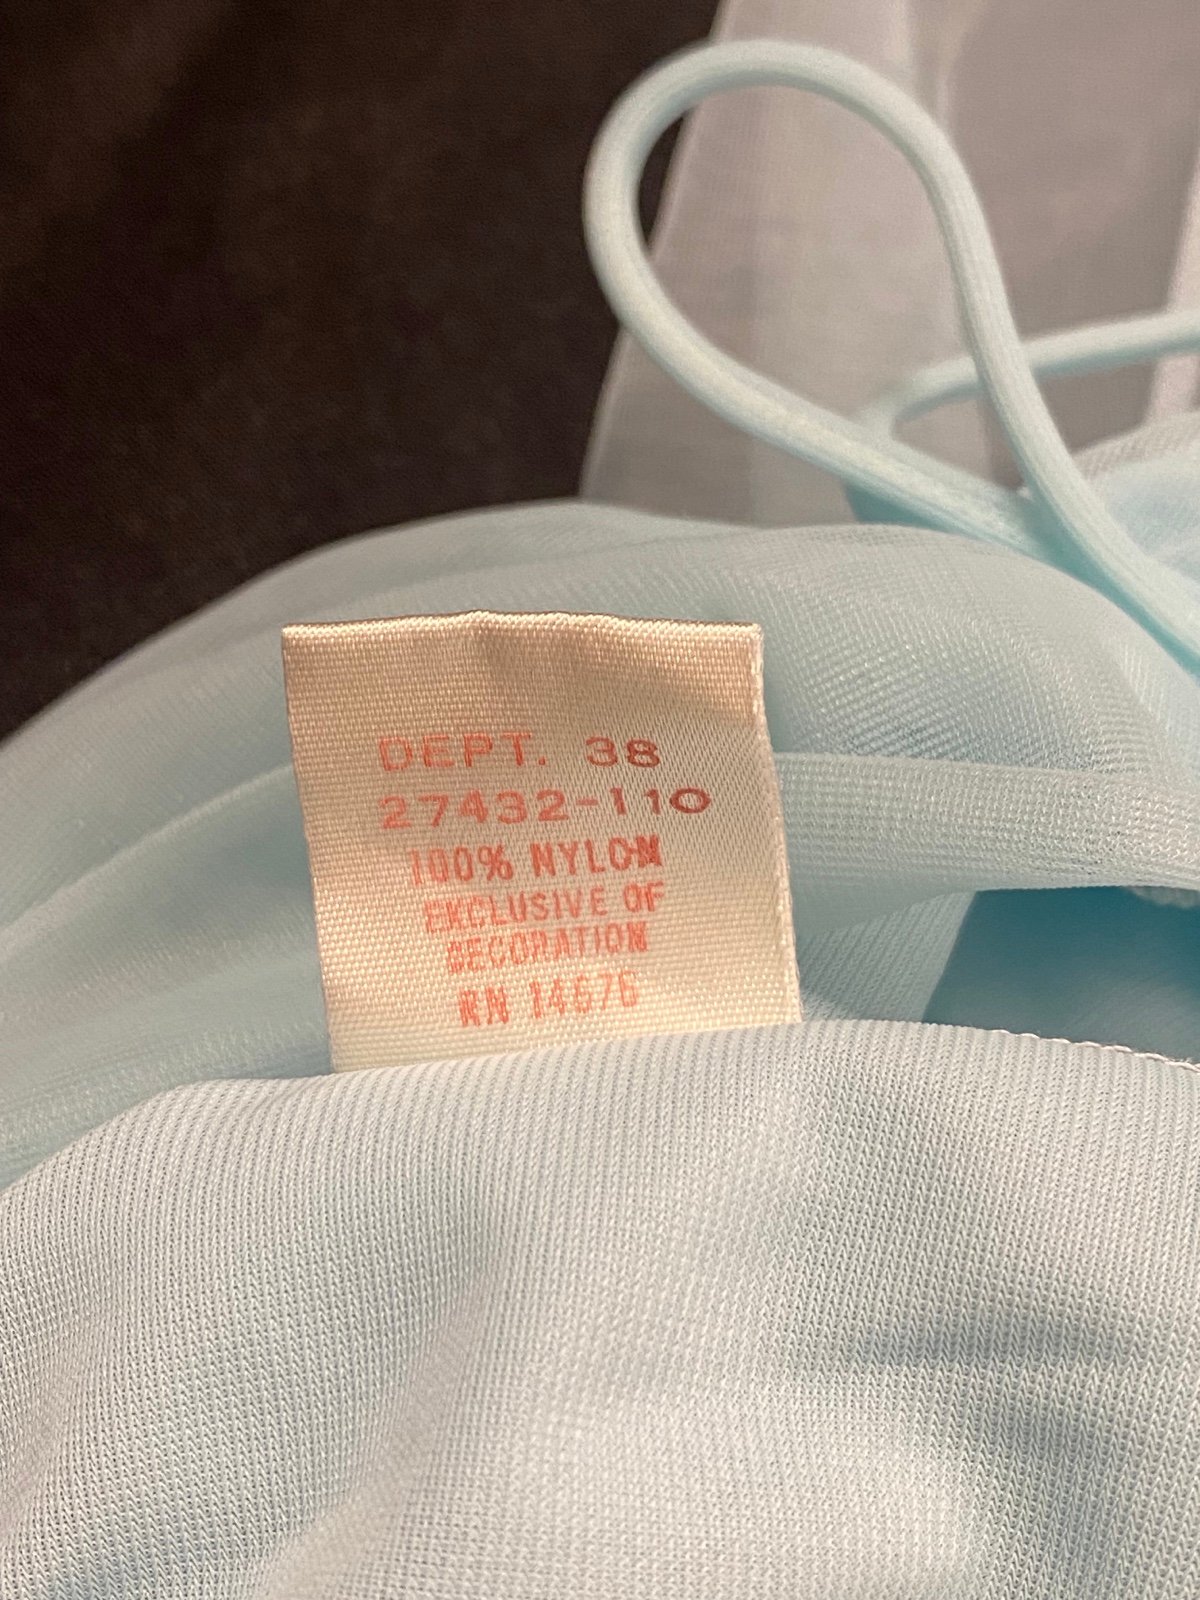 DEPT. 38
27432-110
100% NYLON
EXCLUSIVE OF
DECORATION
RN 14676